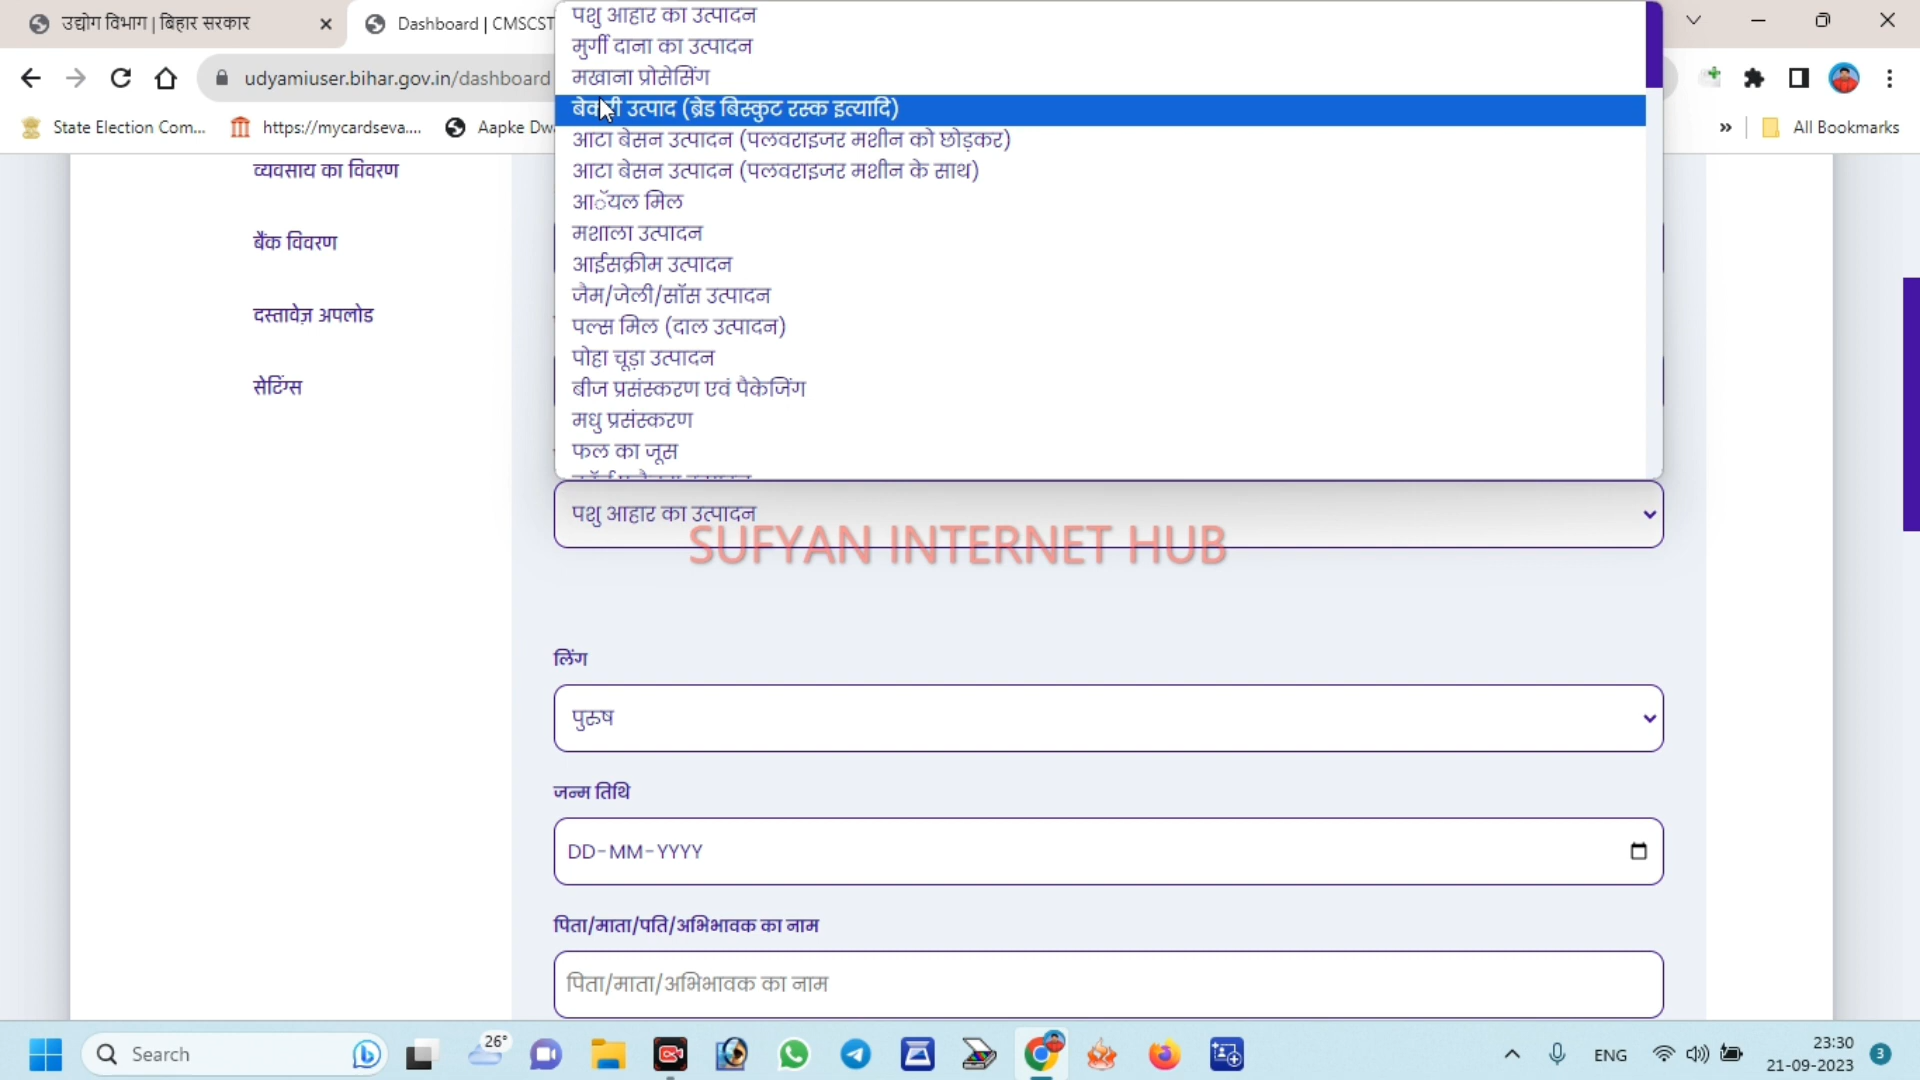 उद्योग विभाग | बिहार सरकार
Dashboard | CMSCST
udyamiuser.bihar.gov.in/dashboard
State Election Com...
https://mycardseva....
Aapke Dw
»
All Bookmarks
व्यवसाय का विवरण
बैंक विवरण
दस्तावेज़ अपलोड
सेटिंग्स
पशु आहार का उत्पादन
मुर्गी दाना का उत्पादन
मखाना प्रोसेसिंग
उत्पाद (ब्रेड बिस्कुट रस्क इत्यादि)
आटा बेसन उत्पादन (पलवराइजर मशीन को छोड़कर)
आटा बेसन उत्पादन (पलवराइजर मशीन के साथ)
आॅयल मिल
मशाला उत्पादन
आईसक्रीम उत्पादन
जैम/जेली/सॉस उत्पादन
पल्स मिल (दाल उत्पादन)
पोहा चूड़ा उत्पादन
बीज प्रसंस्करण एवं पैकेजिंग
मधु प्रसंस्करण
फल का जूस
पशु आहार का उत्पादन
SUFYAN INTERNET HUB
लिंग
पुरुष
जन्म तिथि
DD-MM-YYYY
पिता/माता/पति/अभिभावक का नाम
पिता/माता/अभिभावक का नाम
Search
26°
ENG
23:30
21-09-2023
3